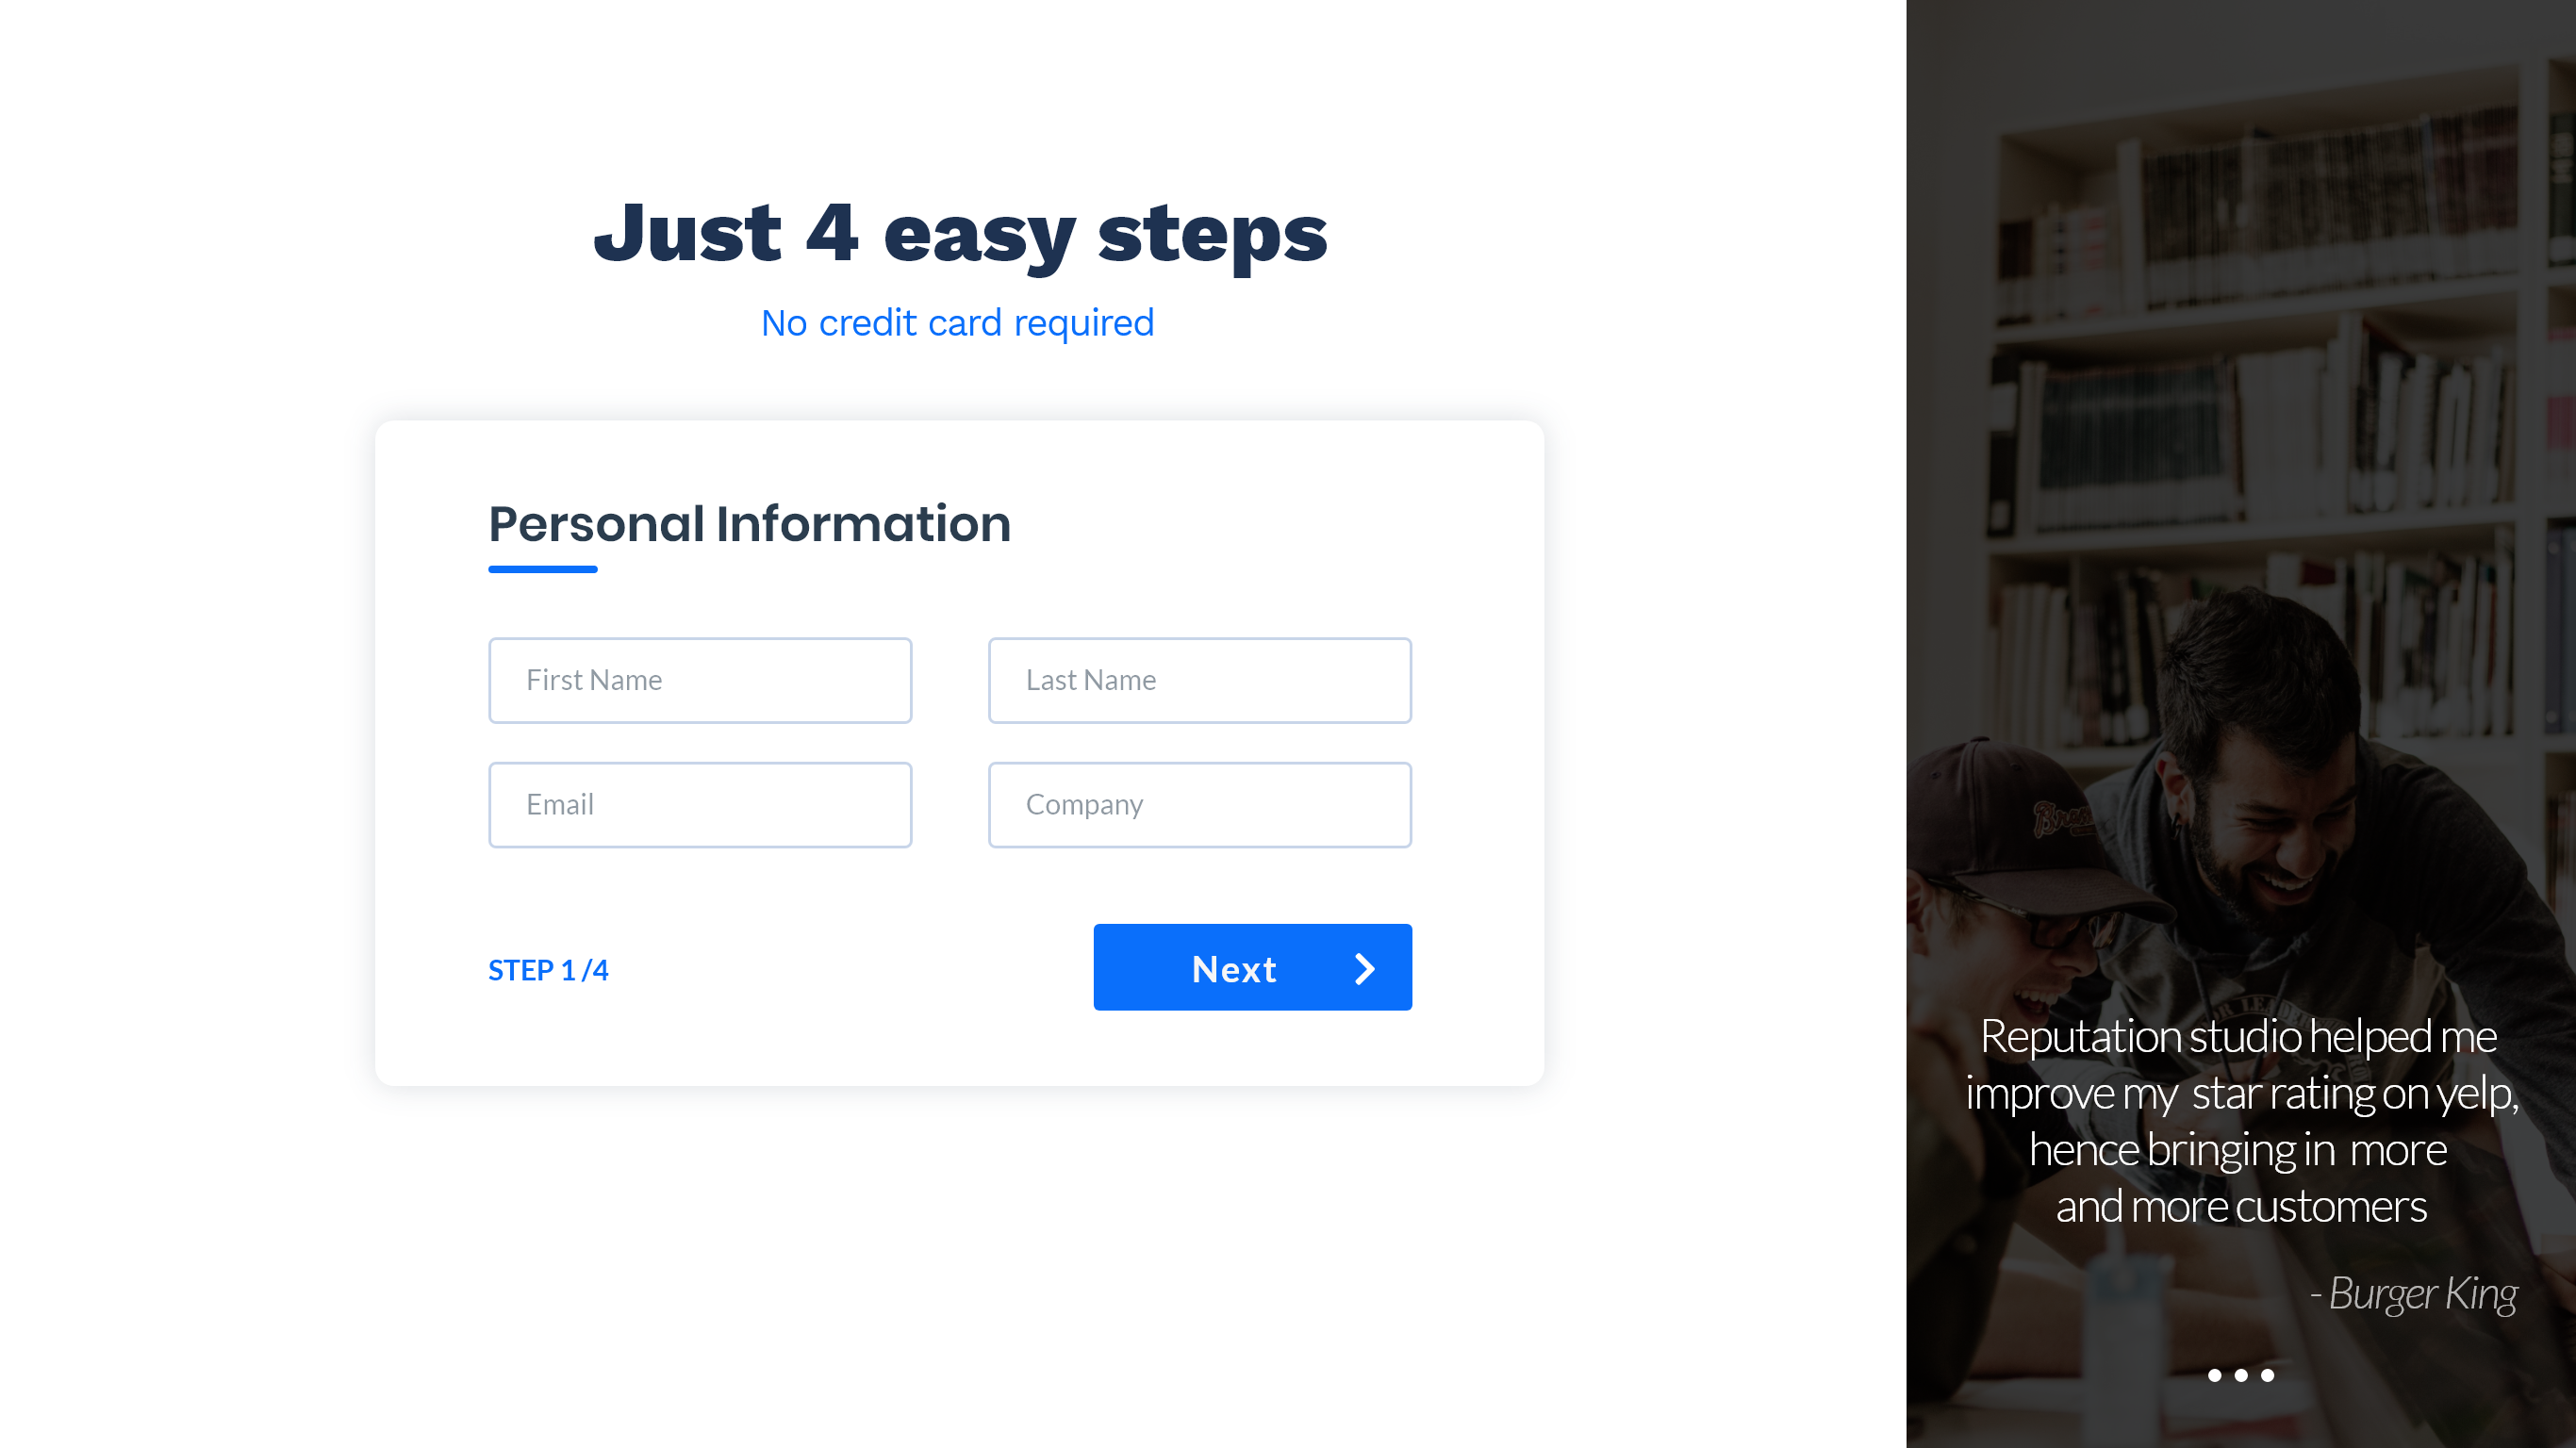 Just 4 easy steps
No credit card required
Personal Information
First Name
Last Name
Email
Company
STEP 1 /4
Next
Reputation studio helped me
improve my star rating on yelp,
hence bringing in more
and more customers
- Burger King